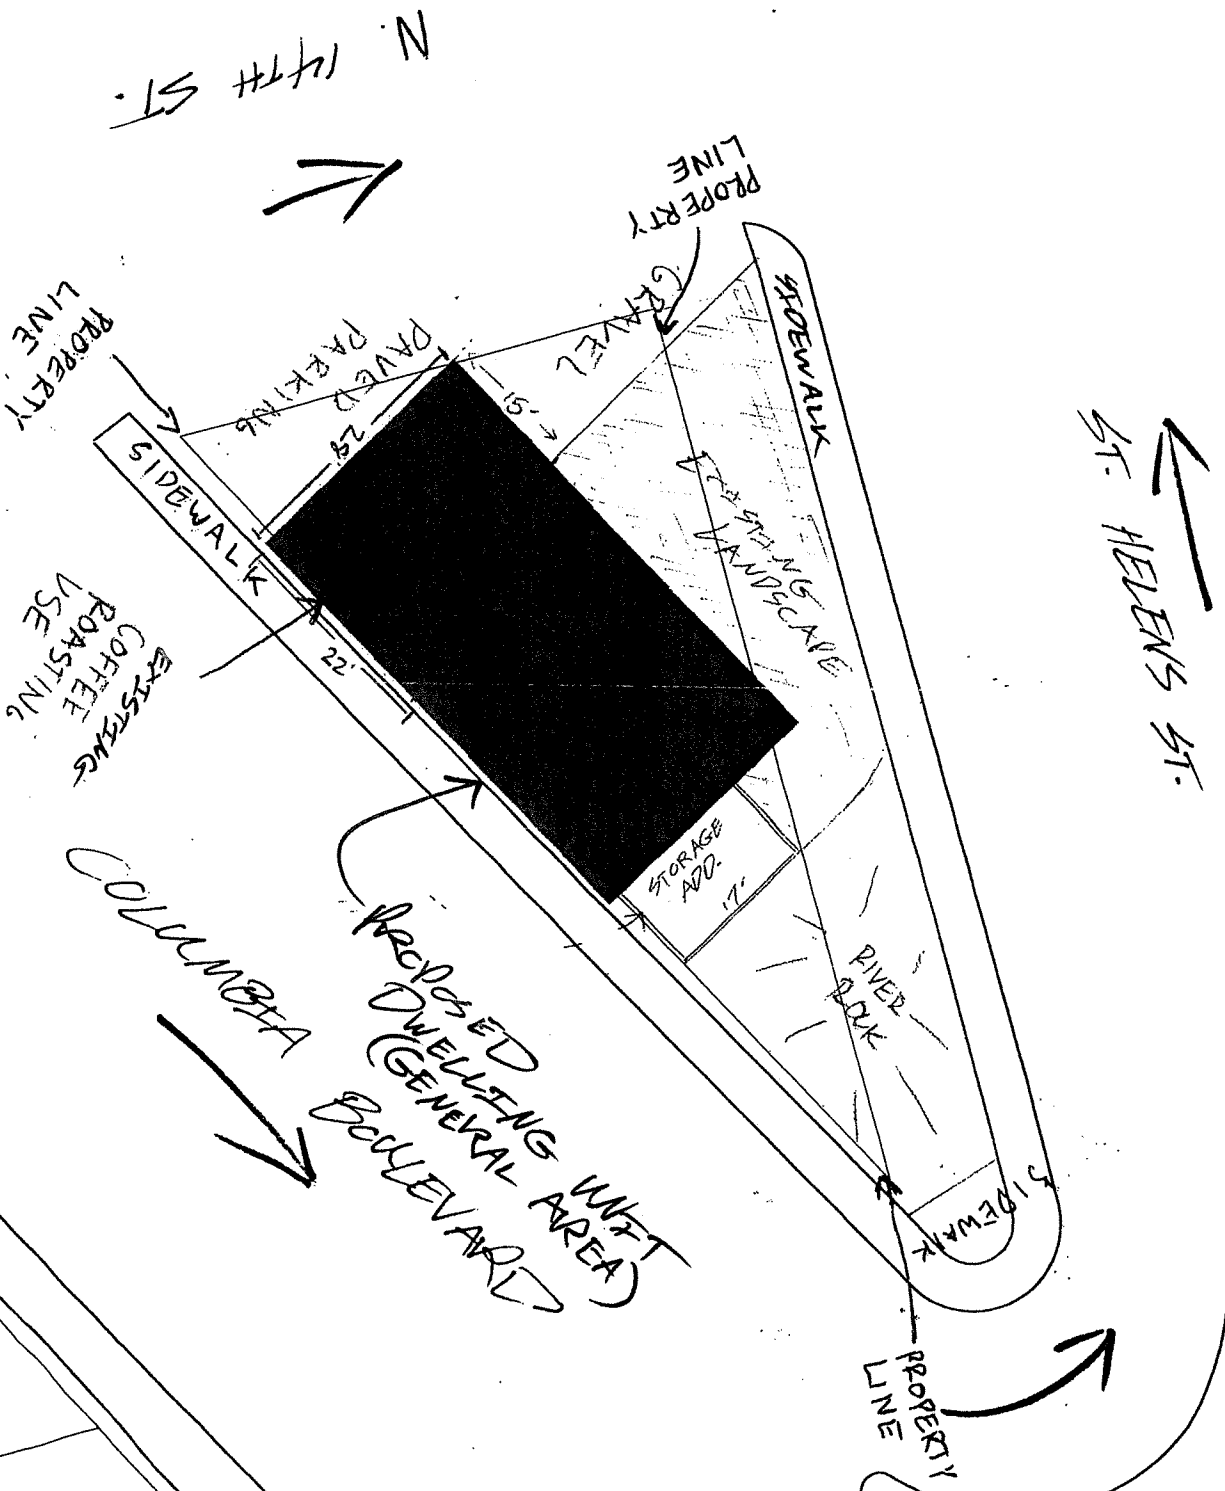 N. 14TH ST.
PROPERTY
LINE
PROPERTY
LINE
SIDEWALK
GRAVEL
PAVED
PARKING
15'
28'
SIDEWALK
EXISTING
LANDSCAPE
ST. HELENS ST.
EXISTING
COFFEE
ROASTING
USE
22'
STORAGE
ADD.
17'
RIVER
ROCK
COLUMBIA BOULEVARD
PROPOSED
DWELLING UNIT
(GENERAL AREA)
SIDEWALK
PROPERTY
LINE